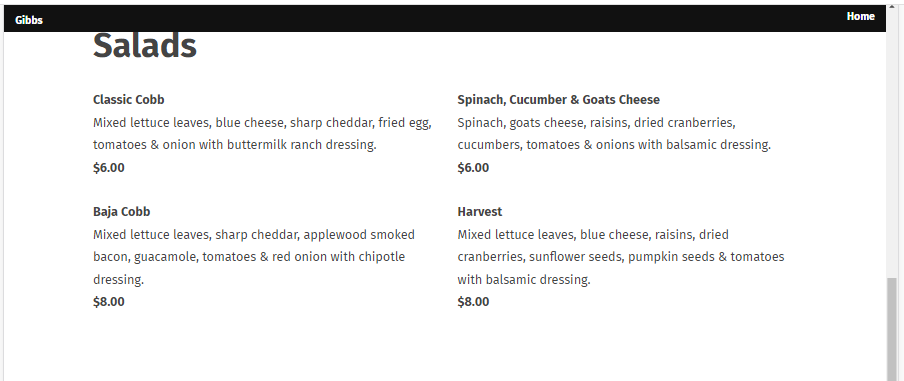 Gibbs
Home
Salads
Classic Cobb
Mixed lettuce leaves, blue cheese, sharp cheddar, fried egg,
tomatoes & onion with buttermilk ranch dressing.
$6.00
Spinach, Cucumber & Goats Cheese
Spinach, goats cheese, raisins, dried cranberries,
cucumbers, tomatoes & onions with balsamic dressing.
$6.00
Baja Cobb
Mixed lettuce leaves, sharp cheddar, applewood smoked
bacon, guacamole, tomatoes & red onion with chipotle
dressing.
$8.00
Harvest
Mixed lettuce leaves, blue cheese, raisins, dried
cranberries, sunflower seeds, pumpkin seeds & tomatoes
with balsamic dressing.
$8.00